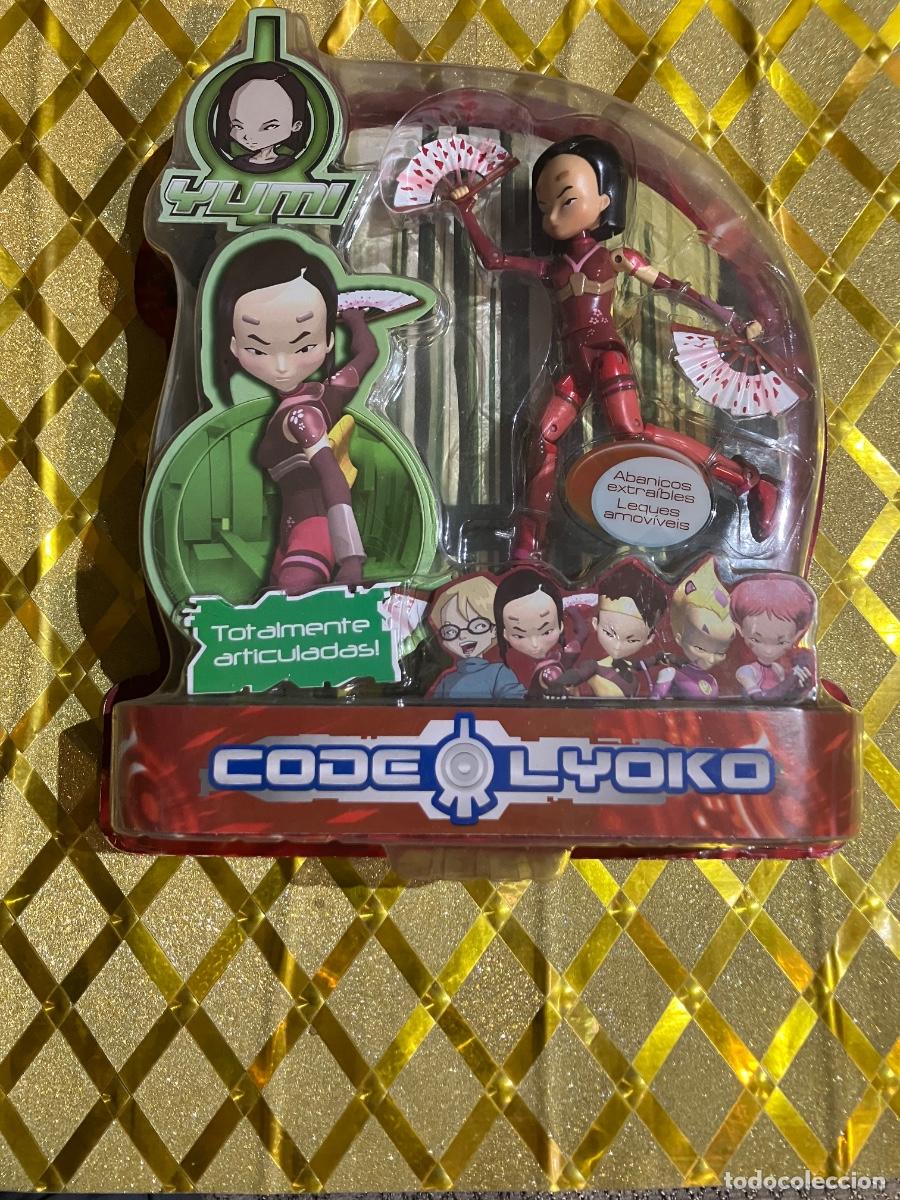 YUMI
Abanicos
extraíbles
Leques
amovíveis
Totalmente
articuladas!
CODE LYOKO
todocoleccion